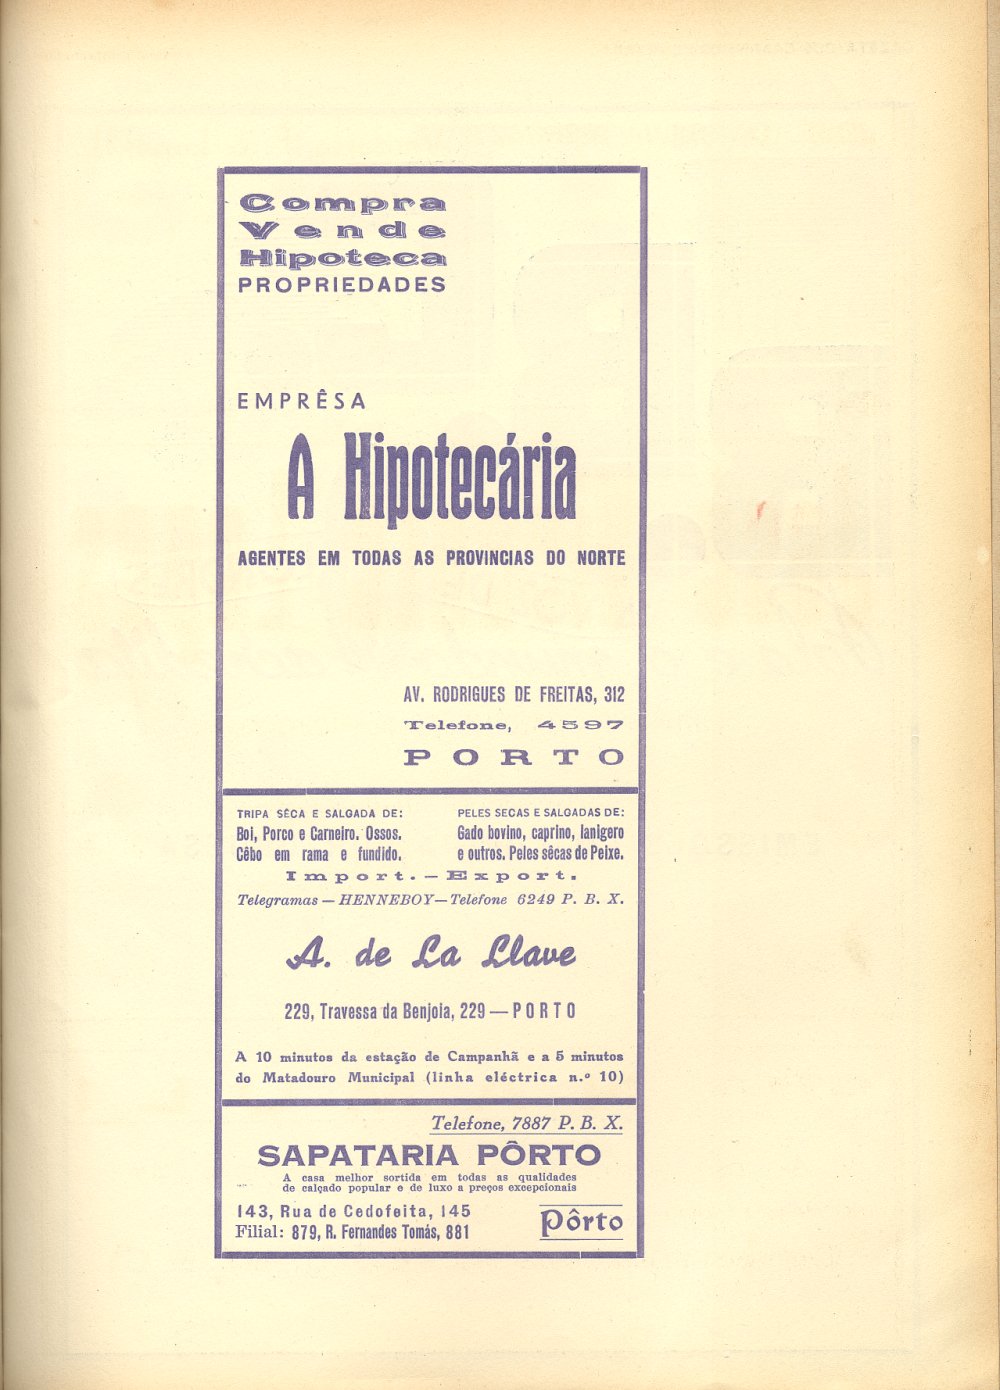 Compra
Vende
Hipoteca
PROPRIEDADES
EMPRÊSA
A Hipotecária
AGENTES EM TODAS AS PROVINCIAS DO NORTE
AV. RODRIGUES DE FREITAS, 312
Telefone, 4597
PORTO
TRIPA SÊCA E SALGADA DE:
Boi, Porco e Carneiro. Ossos.
Cêbo em rama e fundido.
PELES SECAS E SALGADAS DE:
Gado bovino, caprino, lanigero
e outros. Peles sêcas de Peixe.
Import. — Export.
Telegramas — HENNEBOY — Telefone 6249 P. B. X.
A. de La Llave
229, Travessa da Benjoia, 229 — PORTO
A 10 minutos da estação de Campanhã e a 5 minutos
do Matadouro Municipal (linha eléctrica n.º 10)
Telefone, 7887 P. B. X.
SAPATARIA PÔRTO
A casa melhor sortida em todas as qualidades
de calçado popular e de luxo a preços excepcionais
143, Rua de Cedofeita, 145
Filial: 879, R. Fernandes Tomás, 881
Pôrto